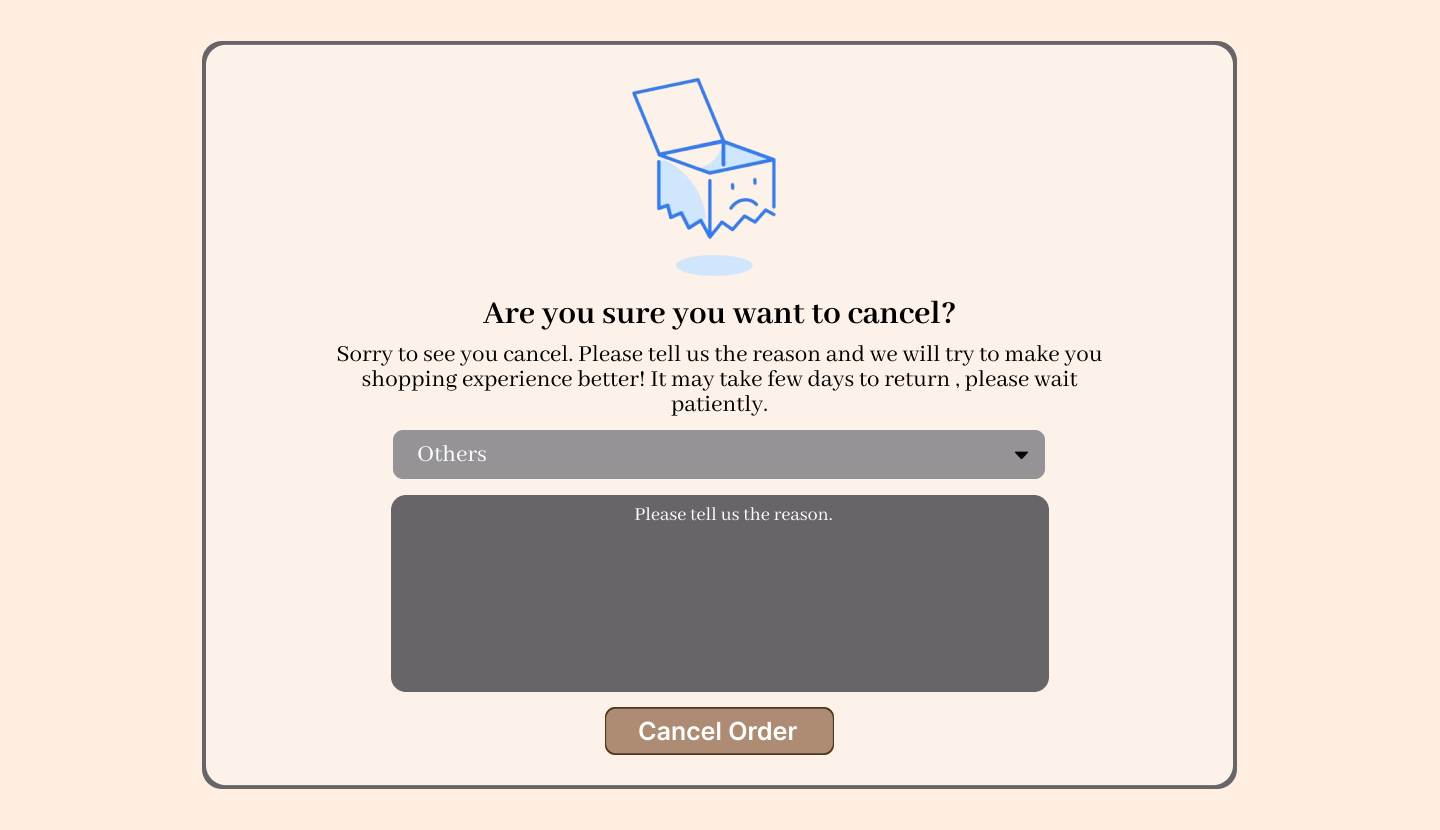 Are you sure you want to cancel?
Sorry to see you cancel. Please tell us the reason and we will try to make you
shopping experience better! It may take few days to return , please wait
patiently.
Others
Please tell us the reason.
Cancel Order